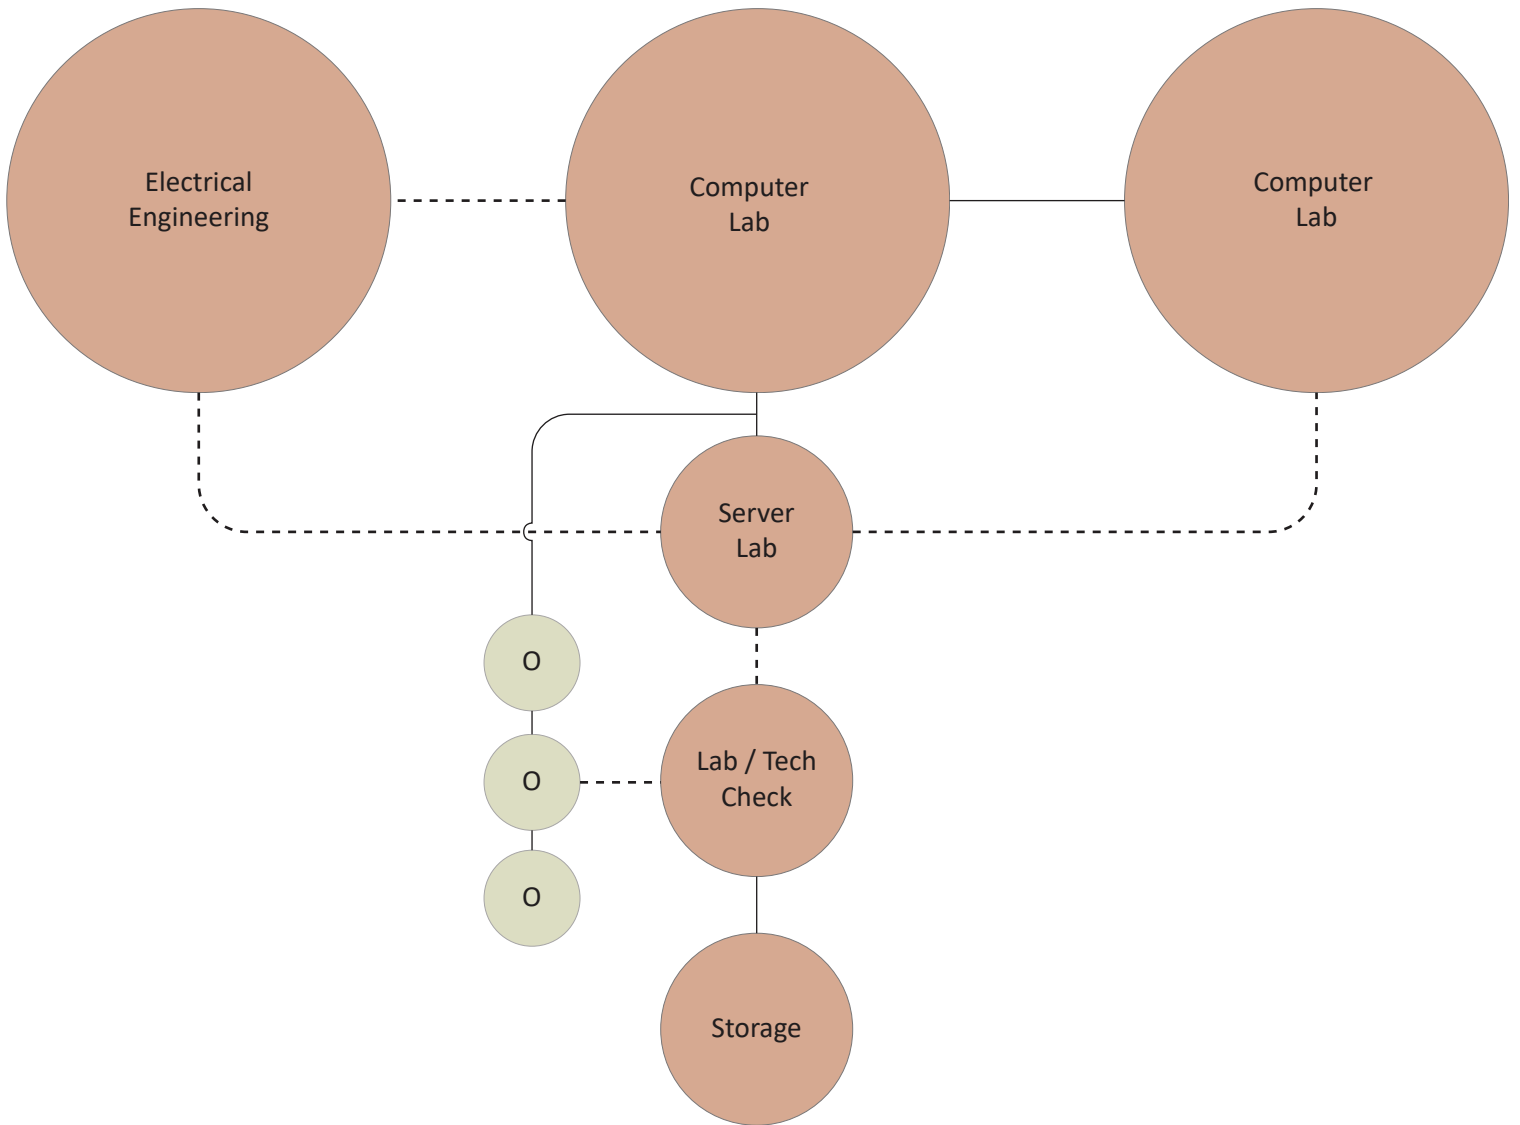 Electrical
Engineering
Computer
Lab
Computer
Lab
Server
Lab
O
O
Lab / Tech
Check
O
Storage